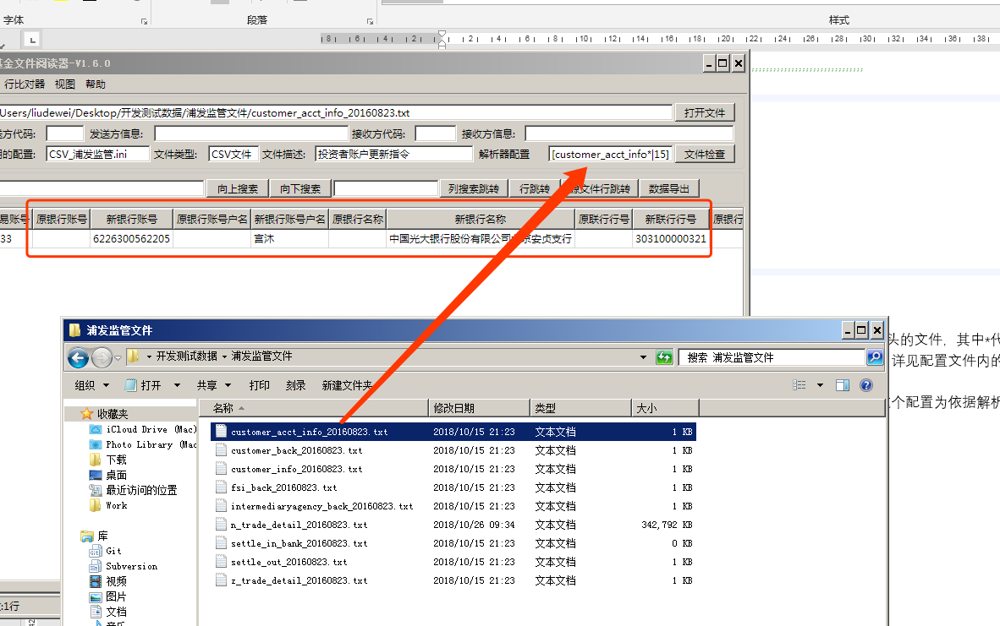 字体 段落 样式
8 6 4 2 2 4 6 8 10 12 14 16 18 20 22 24 26 28 30 32 34 36 38
金文件阅读器-V1.6.0
行比对器 视图 帮助
Users/liudewei/Desktop/开发测试数据/浦发监管文件/customer_acct_info_20160823.txt 打开文件
方代码: 发送方信息: 接收方代码: 接收方信息:
的配置: CSV_浦发监管.ini 文件类型: CSV文件 文件描述: 投资者账户更新指令 解析器配置 [customer_acct_info*|15] 文件检查
向上搜索 向下搜索 列搜索跳转 行跳转 源文件行跳转 数据导出
易账号 原银行账号 新银行账号 原银行账号户名 新银行账号户名 原银行名称 新银行名称 原联行行号 新联行行号 原银行
33 6226300562205 宫沐 中国光大银行股份有限公司北京安贞支行 303100000321
浦发监管文件
头的文件，其中*代
开发测试数据 浦发监管文件 搜索 浦发监管文件
详见配置文件内的
组织 打开 共享 打印 刻录 新建文件夹
个配置为依据解析
名称 修改日期 类型 大小
收藏夹
iCloud Drive (Mac)
Photo Library (Mac
下载
桌面
最近访问的位置
Work
库
Git
Subversion
视频
图片
文档
音乐
customer_acct_info_20160823.txt 2018/10/15 21:23 文本文档 1 KB
customer_back_20160823.txt 2018/10/15 21:23 文本文档 1 KB
customer_info_20160823.txt 2018/10/15 21:23 文本文档 1 KB
fsi_back_20160823.txt 2018/10/15 21:23 文本文档 1 KB
intermediaryagency_back_20160823.txt 2018/10/15 21:23 文本文档 1 KB
n_trade_detail_20160823.txt 2018/10/26 09:34 文本文档 342,792 KB
settle_in_bank_20160823.txt 2018/10/15 21:23 文本文档 0 KB
settle_out_20160823.txt 2018/10/15 21:23 文本文档 1 KB
z_trade_detail_20160823.txt 2018/10/15 21:23 文本文档 1 KB
:1行
42